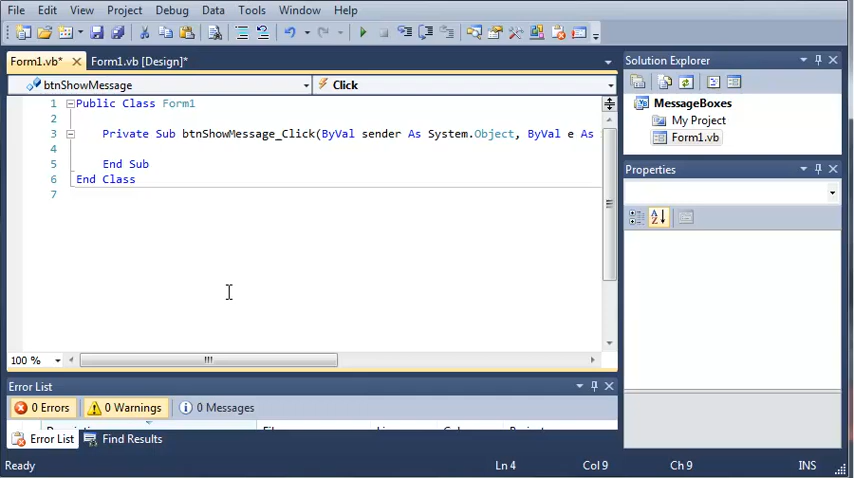 File Edit View Project Debug Data Tools Window Help
Form1.vb* Form1.vb [Design]*
btnShowMessage Click
1 Public Class Form1
2
3 Private Sub btnShowMessage_Click(ByVal sender As System.Object, ByVal e As
4
5 End Sub
6 End Class
7
100 %
Solution Explorer
MessageBoxes
My Project
Form1.vb
Properties
Error List
0 Errors 0 Warnings 0 Messages
Error List Find Results
Ready Ln 4 Col 9 Ch 9 INS